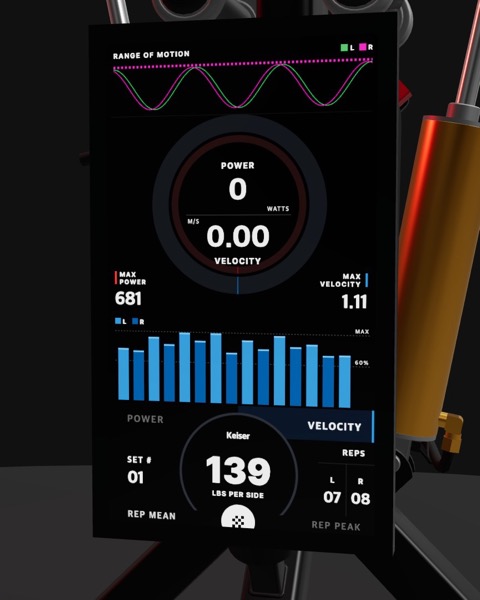 RANGE OF MOTION
L R
POWER
0
WATTS
M/S
0.00
VELOCITY
MAX
POWER
681
MAX
VELOCITY
1.11
L R
MAX
60%
POWER
VELOCITY
Keiser
139
LBS PER SIDE
SET #
01
REPS
L R
07 08
REP MEAN
REP PEAK